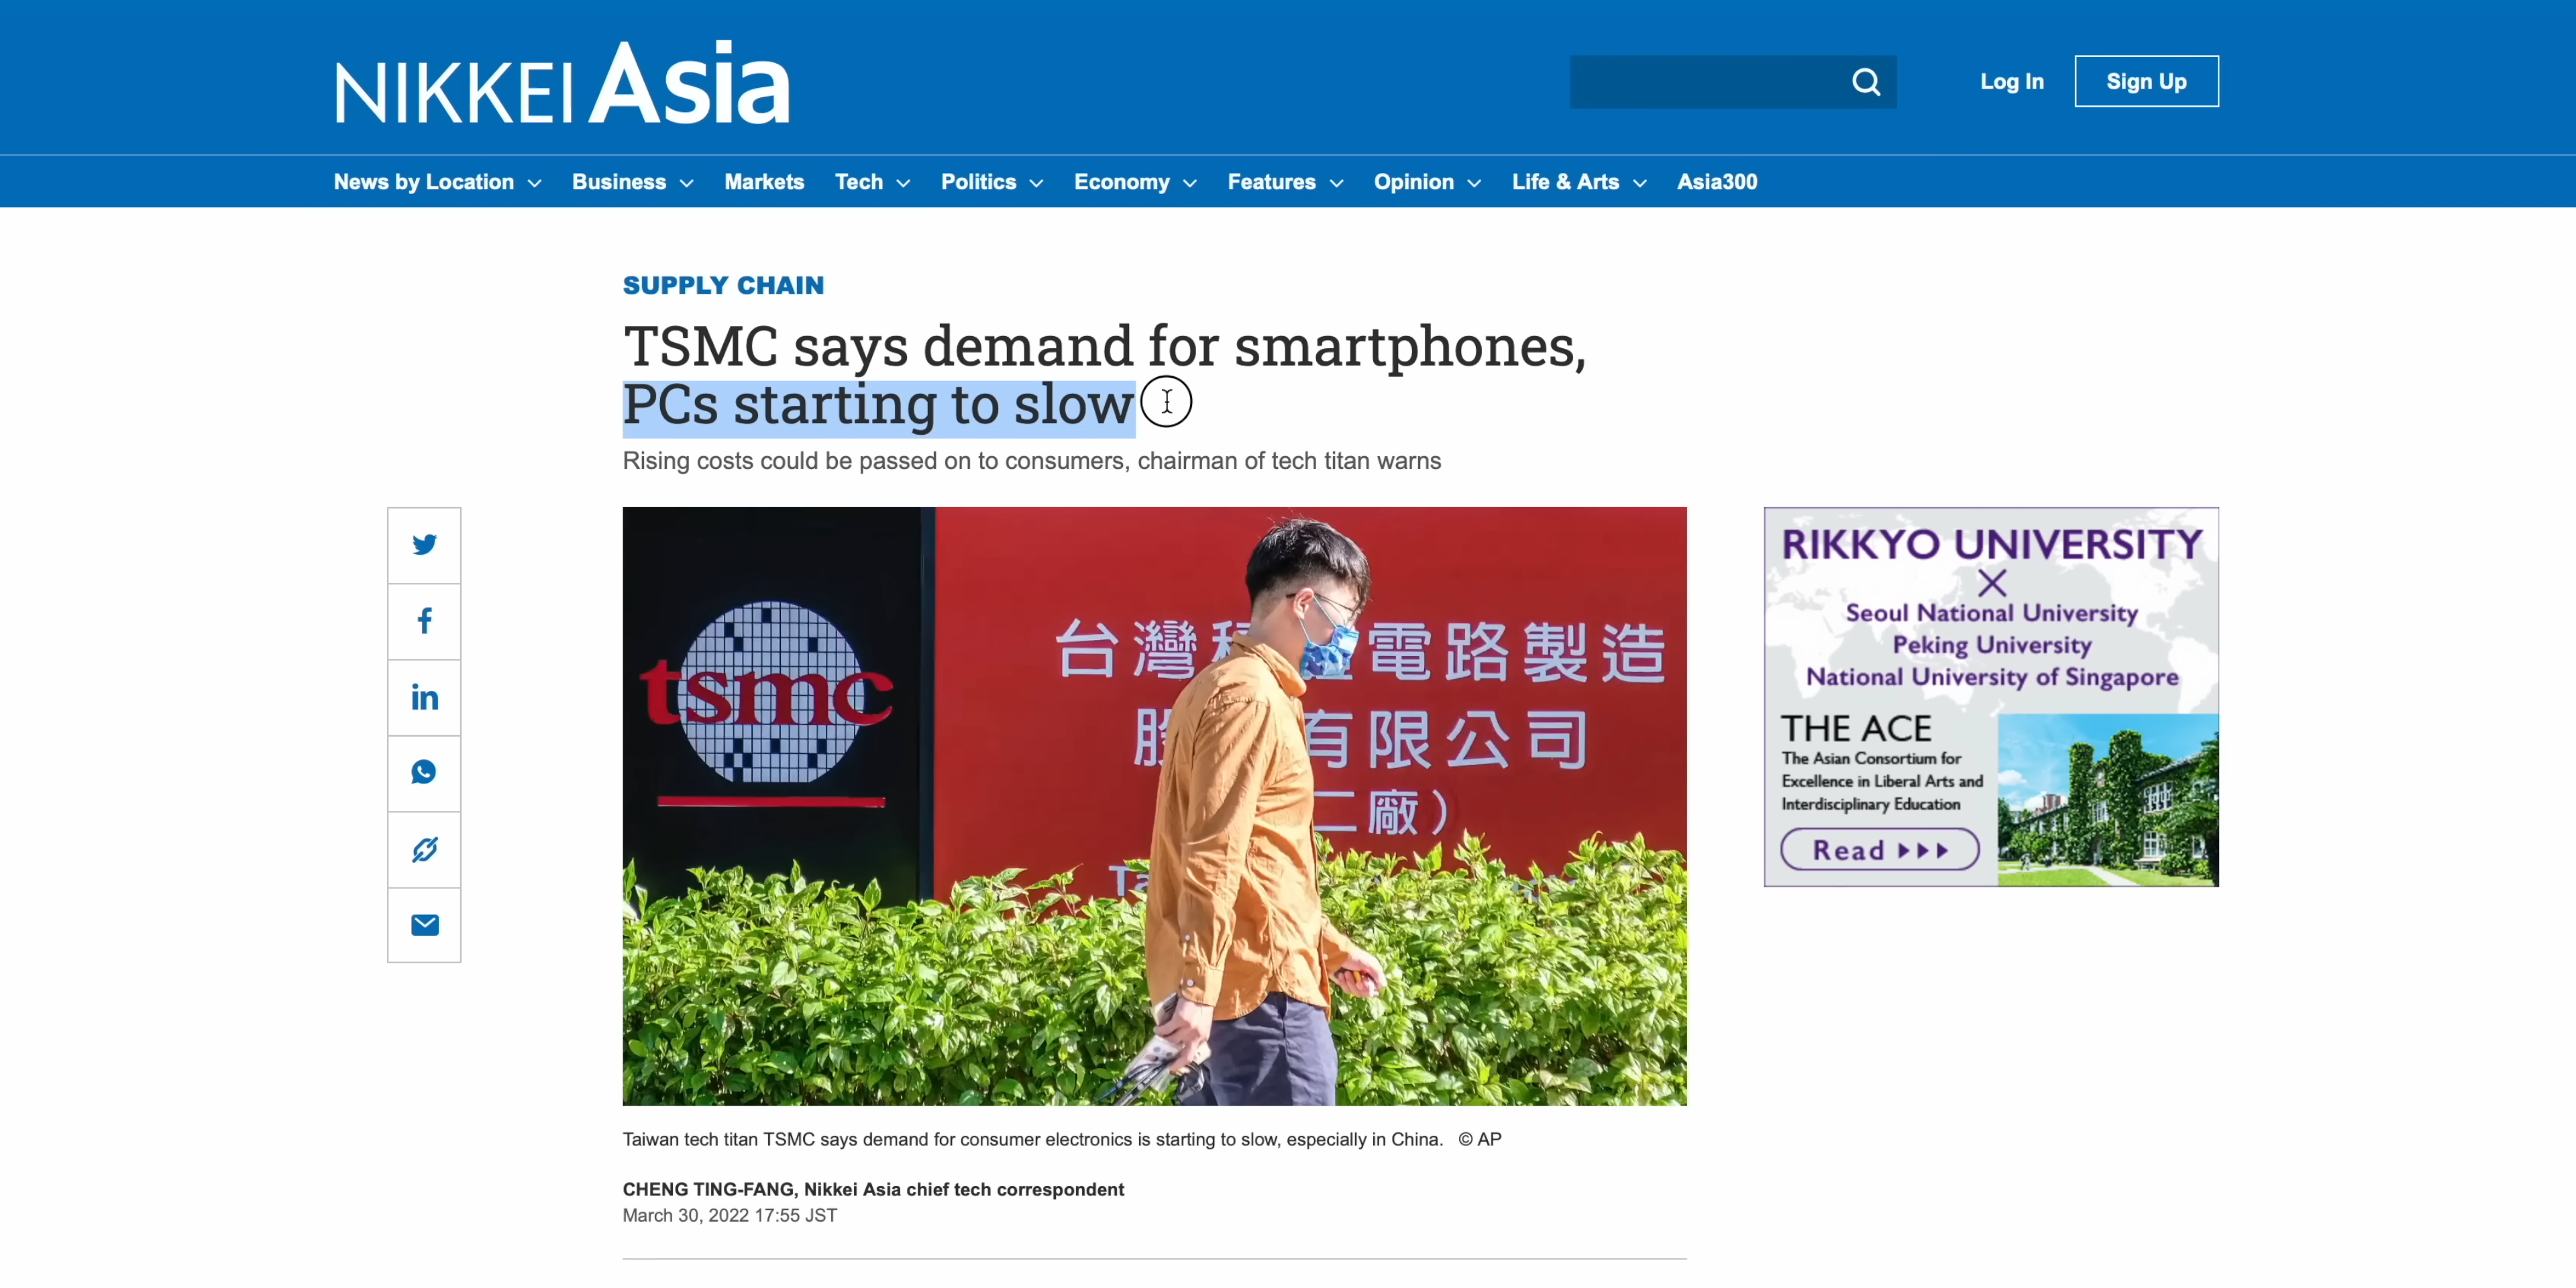 NIKKEI Asia
Log In
Sign Up
News by Location
Business
Markets
Tech
Politics
Economy
Features
Opinion
Life & Arts
Asia300
SUPPLY CHAIN
TSMC says demand for smartphones,
PCs starting to slow
Rising costs could be passed on to consumers, chairman of tech titan warns
tsmc
台灣 電路製造
有限公司
二廠）
RIKKYO UNIVERSITY
X
Seoul National University
Peking University
National University of Singapore
THE ACE
The Asian Consortium for
Excellence in Liberal Arts and
Interdisciplinary Education
Read
Taiwan tech titan TSMC says demand for consumer electronics is starting to slow, especially in China. © AP
CHENG TING-FANG, Nikkei Asia chief tech correspondent
March 30, 2022 17:55 JST